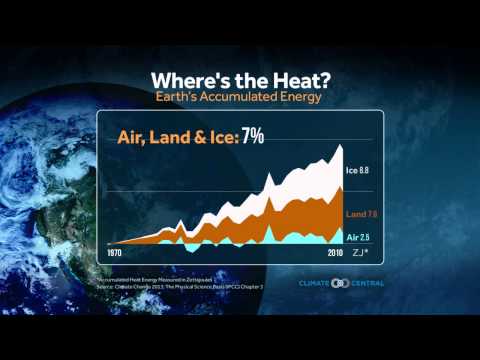 Where's the Heat?
Earth's Accumulated Energy
Air, Land & Ice: 7%
Ice 8.8
Land 7.6
Air 2.5
1970 2010 ZJ*
*Accumulated Heat Energy Measured in Zettajoules
Source: Climate Change 2013: The Physical Science Basis (IPCC) Chapter 3
CLIMATE CENTRAL